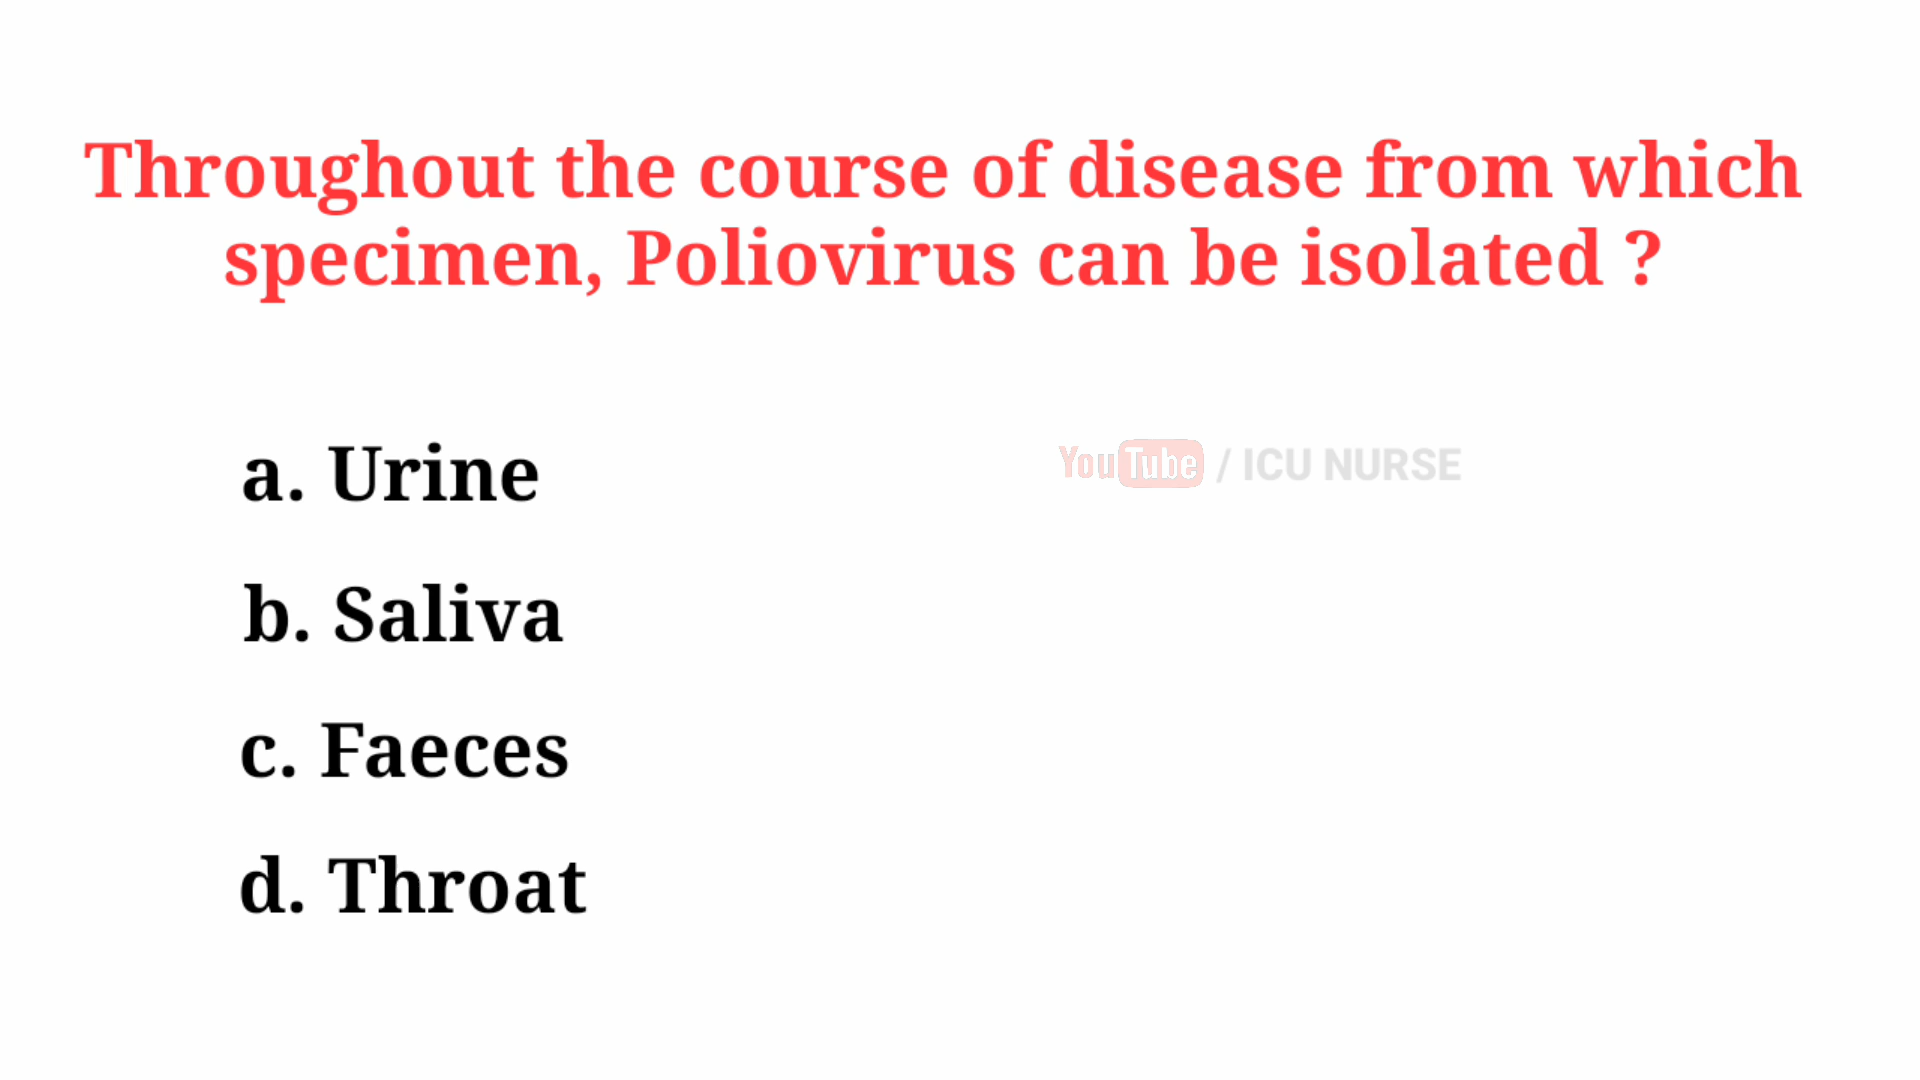 Throughout the course of disease from which
specimen, Poliovirus can be isolated ?
a. Urine
YouTube / ICU NURSE
b. Saliva
c. Faeces
d. Throat